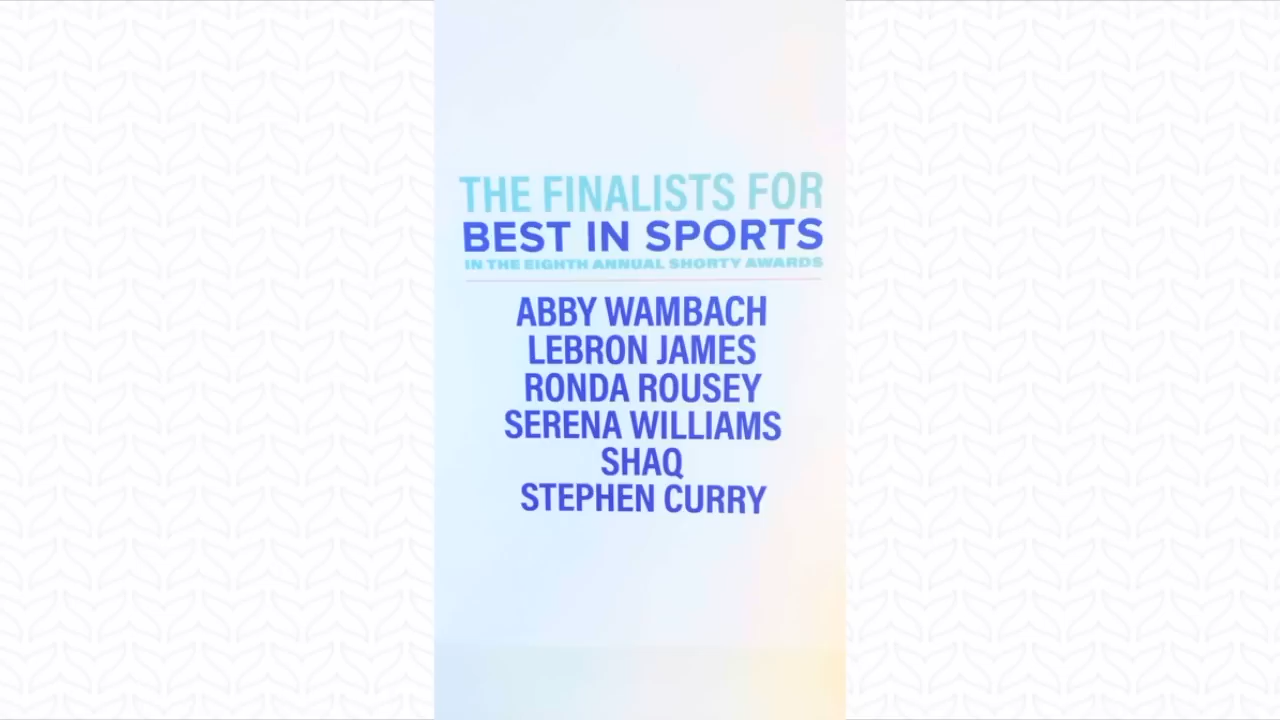 THE FINALISTS FOR
BEST IN SPORTS
IN THE EIGHTH ANNUAL SHORTY AWARDS
ABBY WAMBACH
LEBRON JAMES
RONDA ROUSEY
SERENA WILLIAMS
SHAQ
STEPHEN CURRY